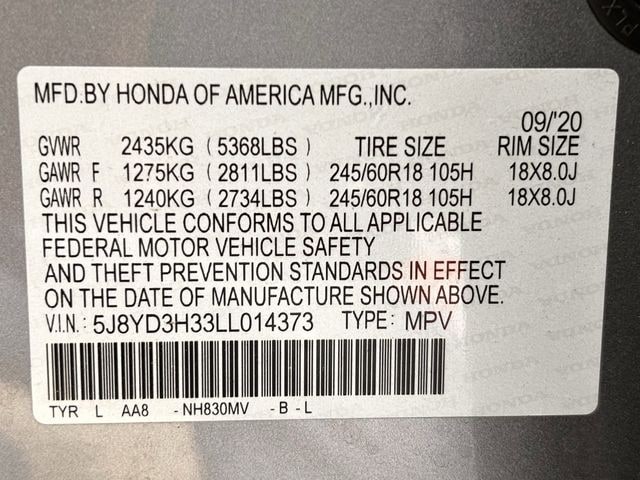 PLX
MFD.BY HONDA OF AMERICA MFG.,INC.
09/'20
GVWR 2435KG (5368LBS) TIRE SIZE RIM SIZE
GAWR F 1275KG (2811LBS) 245/60R18 105H 18X8.0J
GAWR R 1240KG (2734LBS) 245/60R18 105H 18X8.0J
THIS VEHICLE CONFORMS TO ALL APPLICABLE
FEDERAL MOTOR VEHICLE SAFETY
AND THEFT PREVENTION STANDARDS IN EFFECT
ON THE DATE OF MANUFACTURE SHOWN ABOVE.
V.I.N.: 5J8YD3H33LL014373 TYPE: MPV
TYR L AA8 -NH830MV -B -L